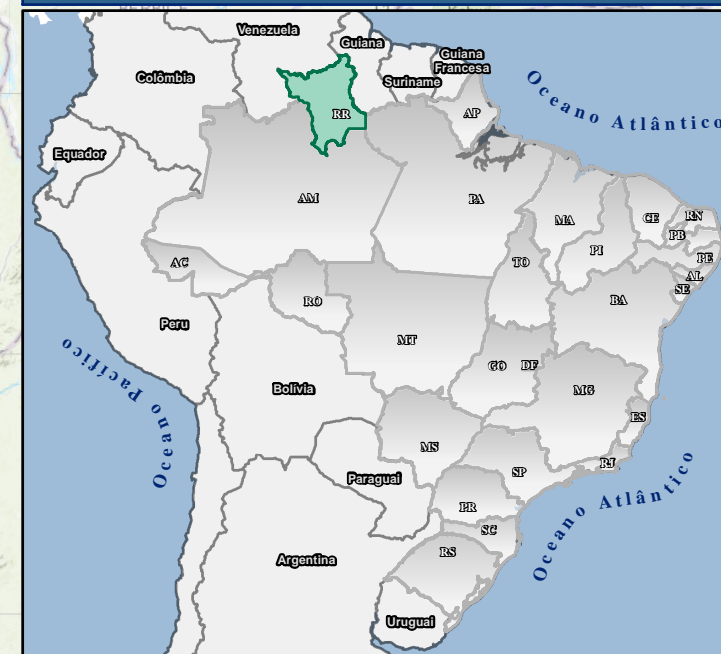 Venezuela
Guiana
Guiana
Francesa
Colômbia
Suriname
Oceano Atlântico
RR
AP
Equador
AM
PA
MA
CE
RN
PB
PI
PE
AC
TO
AL
SE
RO
BA
Peru
MT
GO
DF
Bolívia
MG
Oceano Pacífico
ES
MS
RJ
SP
Paraguai
Oceano Atlântico
PR
SC
RS
Argentina
Uruguai